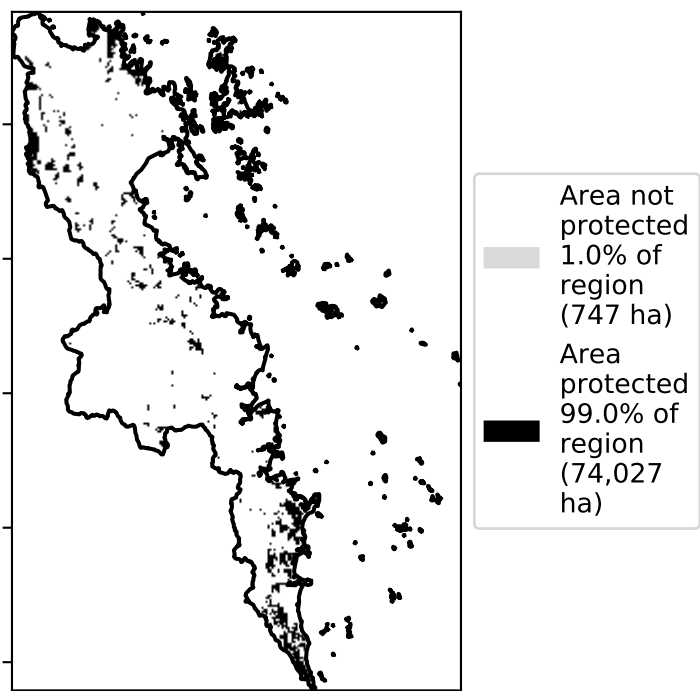 Area not
protected
1.0% of
region
(747 ha)
Area
protected
99.0% of
region
(74,027
ha)